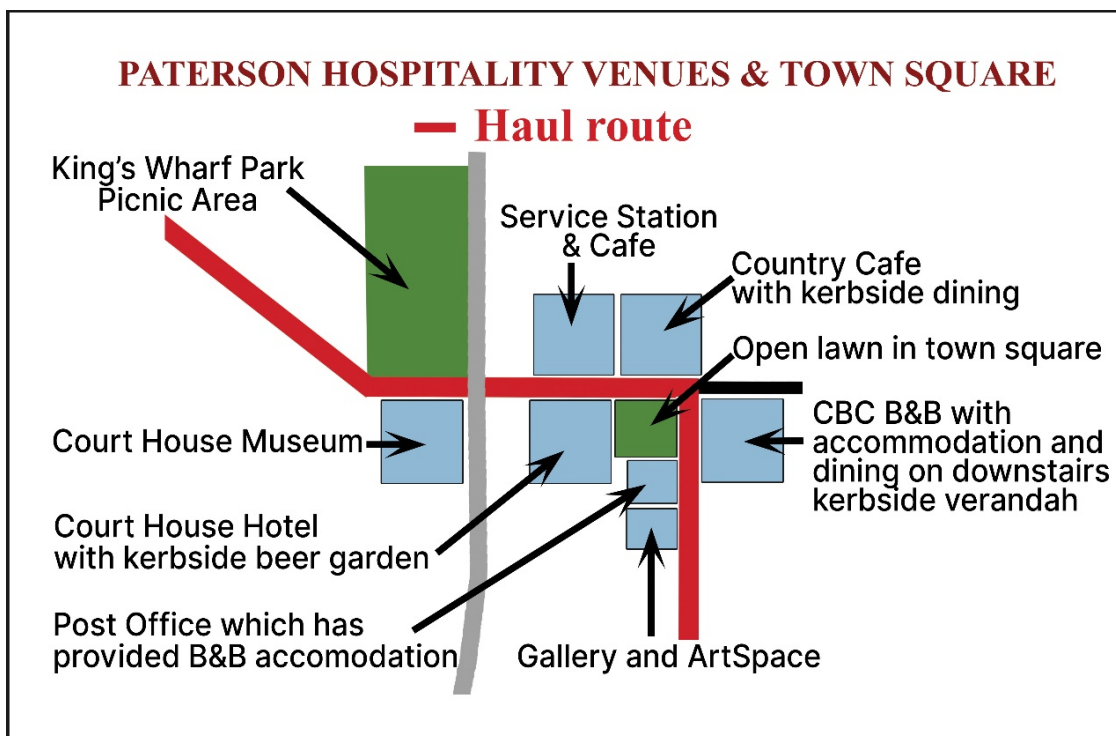 PATERSON HOSPITALITY VENUES & TOWN SQUARE
Haul route
King's Wharf Park
Picnic Area
Service Station
& Cafe
Country Cafe
with kerbside dining
Open lawn in town square
Court House Museum
CBC B&B with
accommodation and
dining on downstairs
kerbside verandah
Court House Hotel
with kerbside beer garden
Post Office which has
provided B&B accomodation
Gallery and ArtSpace